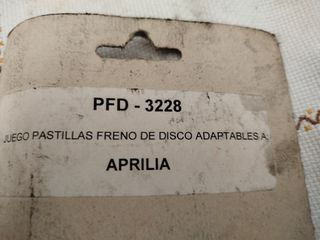 PFD - 3228
JUEGO PASTILLAS FRENO DE DISCO ADAPTABLES A:
APRILIA